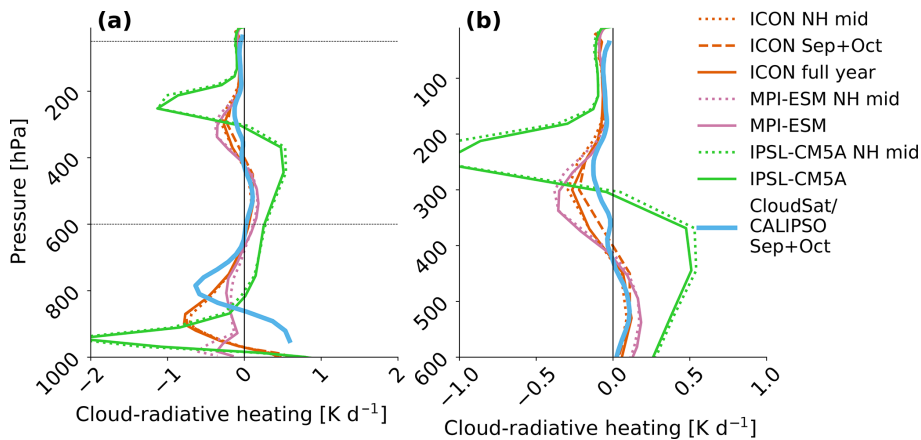 (a)
(b)
Pressure [hPa]
200
400
600
800
1000
−2
−1
0
1
2
Cloud-radiative heating [K d⁻¹]
100
200
300
400
500
600
−1.0
−0.5
0.0
0.5
1.0
Cloud-radiative heating [K d⁻¹]
ICON NH mid
ICON Sep+Oct
ICON full year
MPI-ESM NH mid
MPI-ESM
IPSL-CM5A NH mid
IPSL-CM5A
CloudSat/
CALIPSO
Sep+Oct